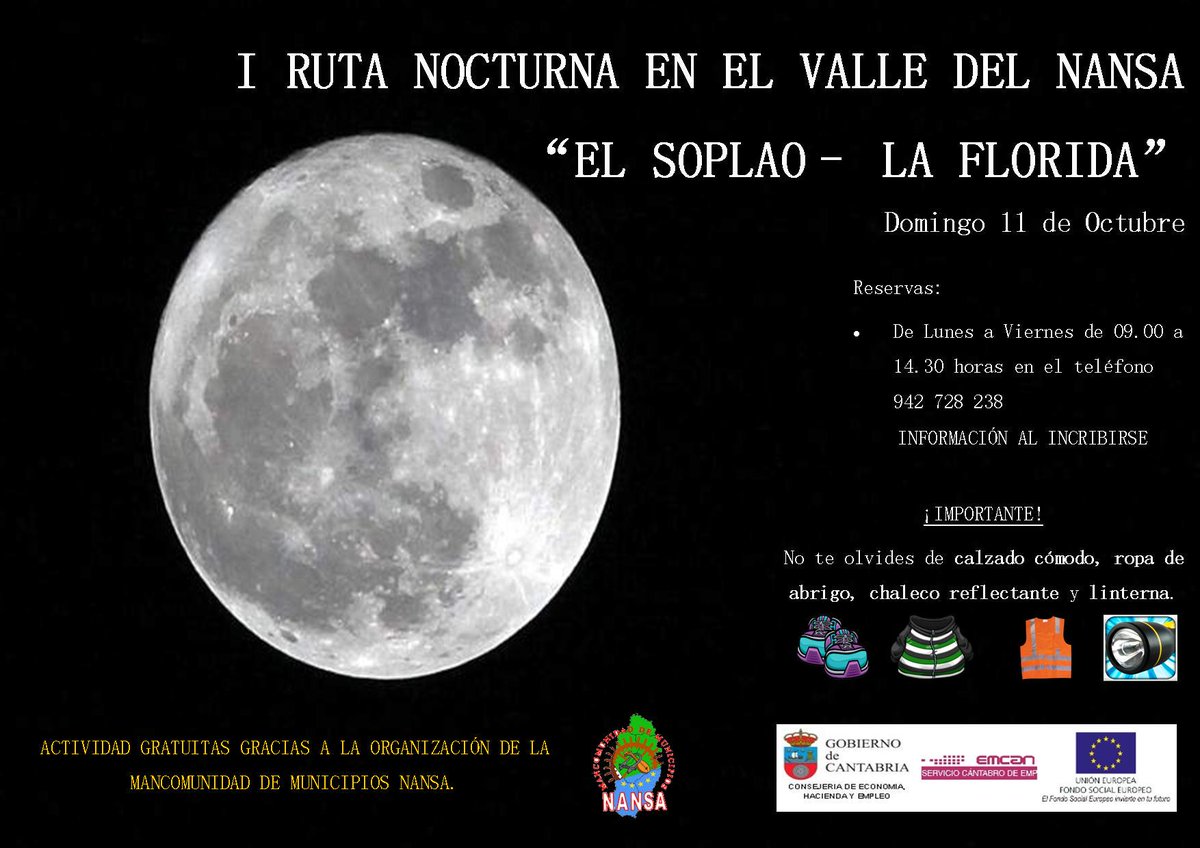 I RUTA NOCTURNA EN EL VALLE DEL NANSA
“EL SOPLAO – LA FLORIDA”
Domingo 11 de Octubre
Reservas:
• De Lunes a Viernes de 09.00 a
14.30 horas en el teléfono
942 728 238
INFORMACIÓN AL INCRIBIRSE
¡IMPORTANTE!
No te olvides de calzado cómodo, ropa de
abrigo, chaleco reflectante y linterna.
ACTIVIDAD GRATUITAS GRACIAS A LA ORGANIZACIÓN DE LA
MANCOMUNIDAD DE MUNICIPIOS NANSA.
MANCOMUNIDAD DE MUNICIPIOS
NANSA
GOBIERNO
de
CANTABRIA
CONSEJERIA DE ECONOMIA,
HACIENDA Y EMPLEO
EMCAN
SERVICIO CÁNTABRO DE EMP
UNIÓN EUROPEA
FONDO SOCIAL EUROPEO
El Fondo Social Europeo invierte en tu futuro